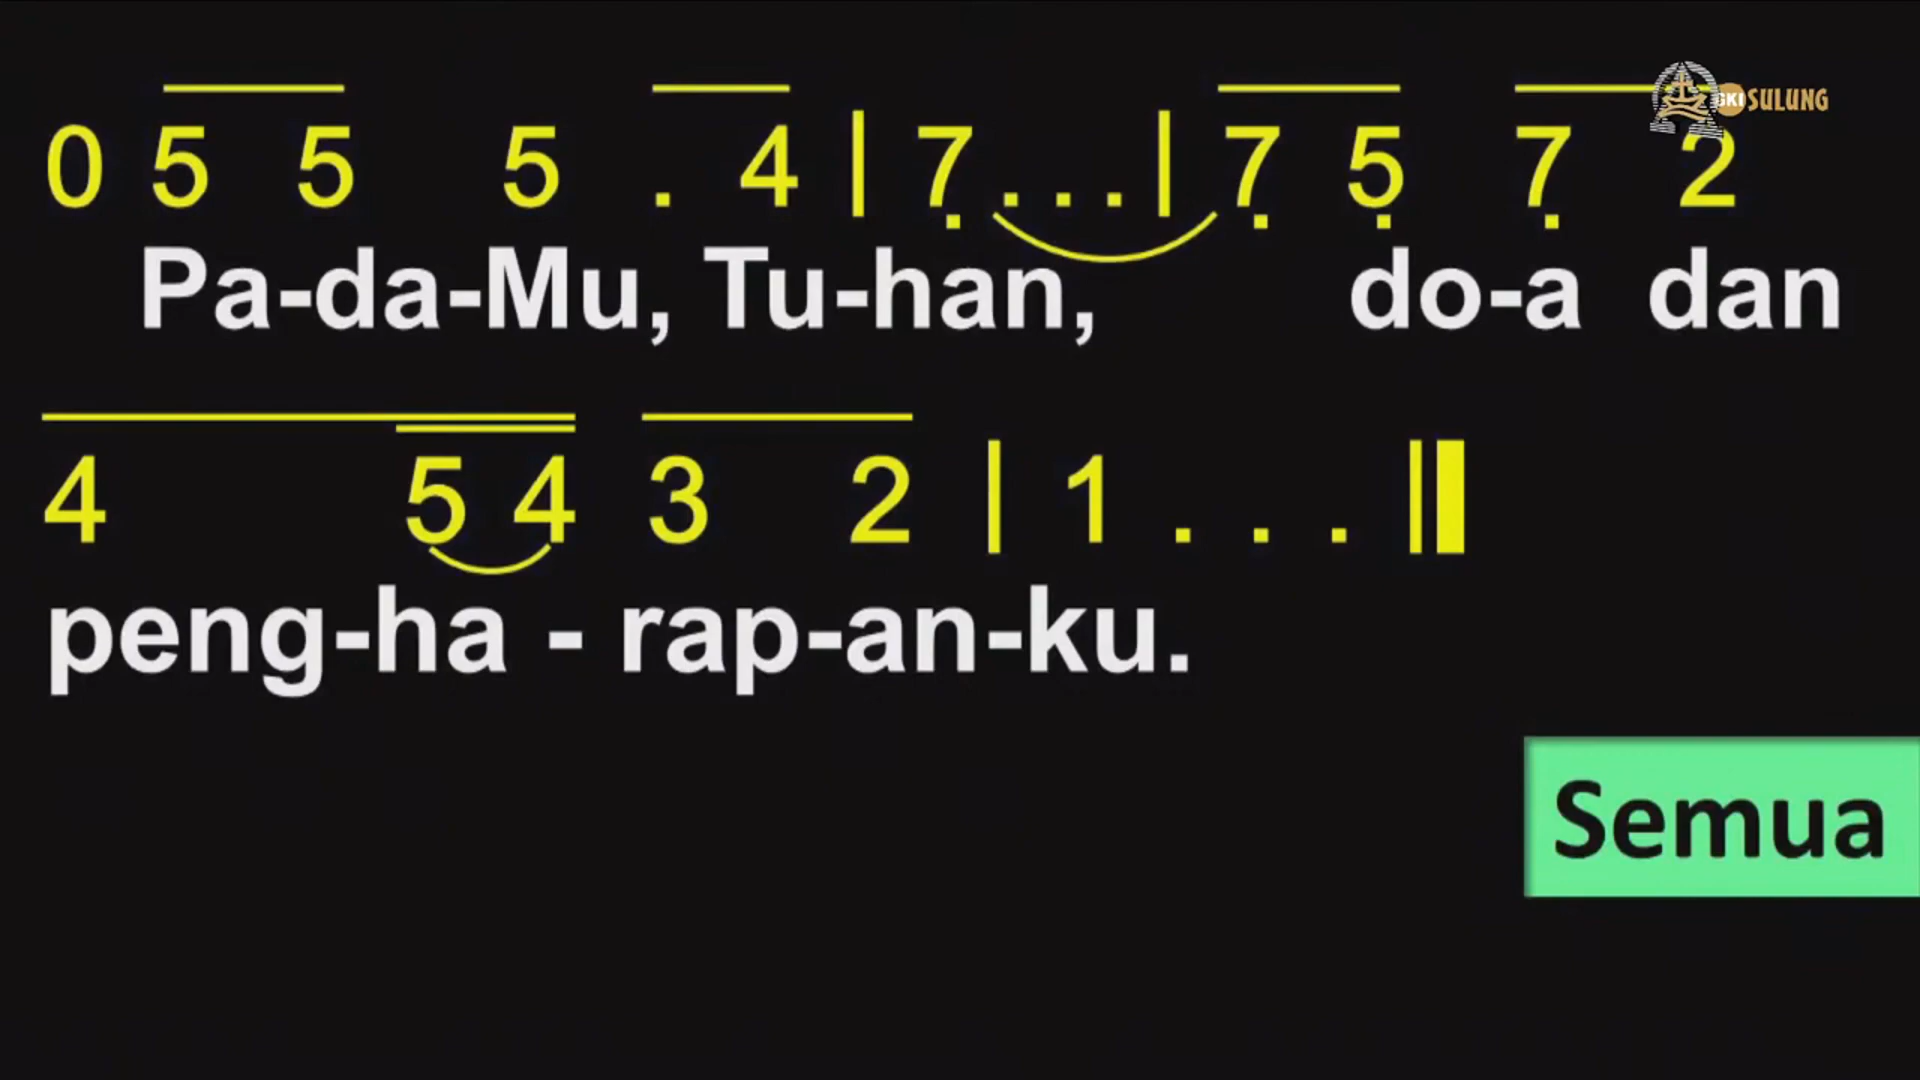 0 5 5 5 . 4 | 7̣ . . . | 7̣ 5̣ 7̣ 2
GKI SULUNG
Pa-da-Mu, Tu-han, do-a dan
4 5 4 3 2 | 1 . . . ||
peng-ha - rap-an-ku.
Semua